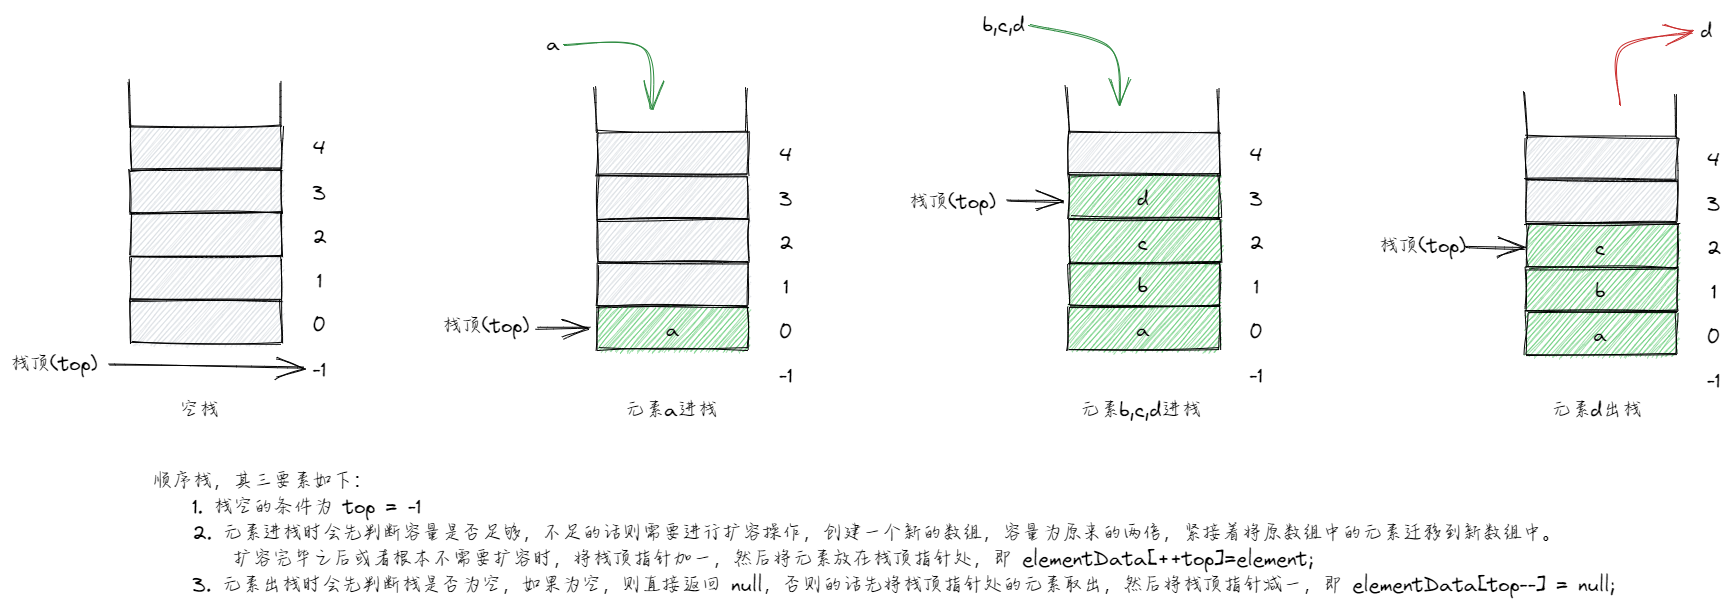 a
b,c,d
d
4
3
2
1
0
-1
栈顶(top)
空栈
4
3
2
1
0
-1
a
栈顶(top)
元素a进栈
4
3
2
1
0
-1
d
c
b
a
栈顶(top)
元素b,c,d进栈
4
3
2
1
0
-1
c
b
a
栈顶(top)
元素d出栈
顺序栈，其三要素如下：
1. 栈空的条件为 top = -1
2. 元素进栈时会先判断容量是否足够，不足的话则需要进行扩容操作，创建一个新的数组，容量为原来的两倍，紧接着将原数组中的元素迁移到新数组中。
扩容完毕之后或者根本不需要扩容时，将栈顶指针加一，然后将元素放在栈顶指针处，即 elementData[++top]=element;
3. 元素出栈时会先判断栈是否为空，如果为空，则直接返回 null，否则的话先将栈顶指针处的元素取出，然后将栈顶指针减一，即 elementData[top--] = null;